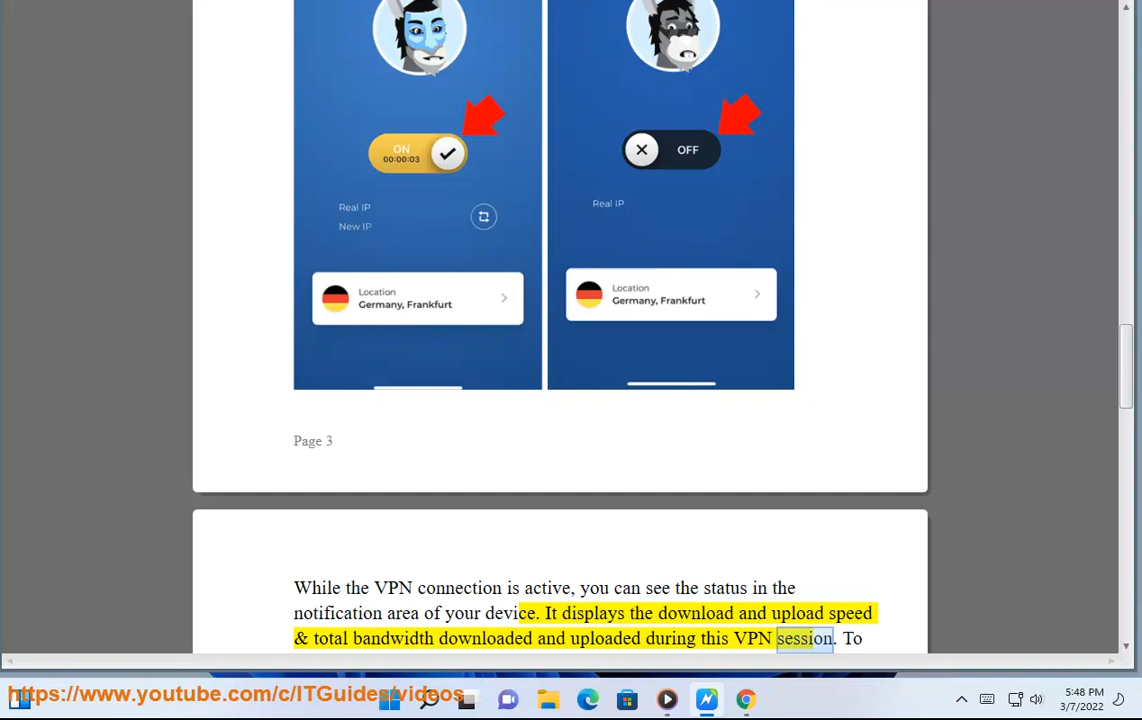 ON
00:00:03
OFF
Real IP
New IP
Real IP
Location
Germany, Frankfurt
Location
Germany, Frankfurt
Page 3
While the VPN connection is active, you can see the status in the
notification area of your device. It displays the download and upload speed
& total bandwidth downloaded and uploaded during this VPN session. To
https://www.youtube.com/c/ITGuides/videos
5:48 PM
3/7/2022